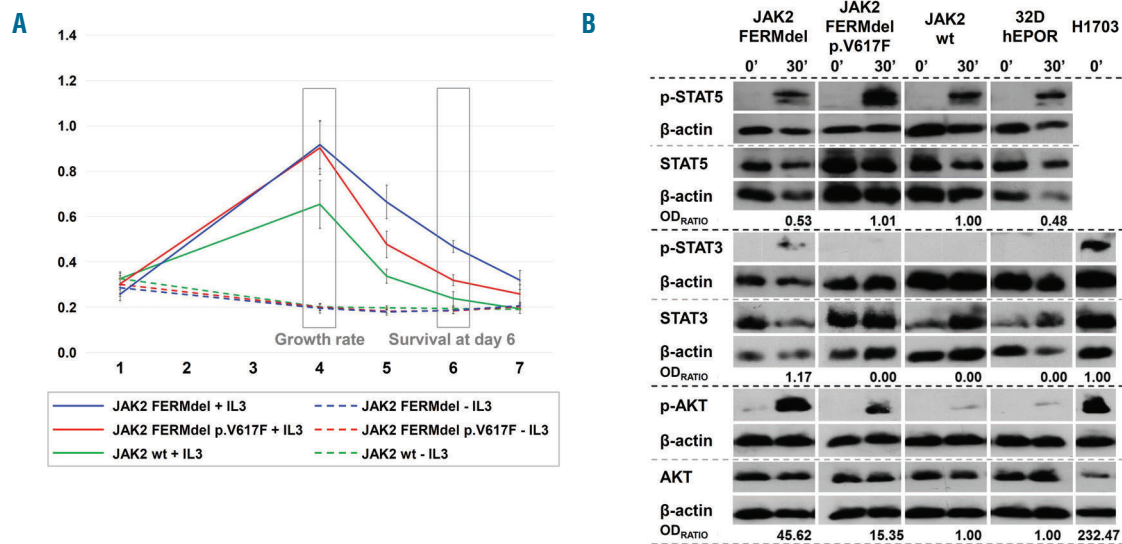 A
1.4
1.2
1.0
0.8
0.6
0.4
0.2
0.0
Growth rate
Survival at day 6
1 2 3 4 5 6 7
JAK2 FERMdel + IL3
JAK2 FERMdel - IL3
JAK2 FERMdel p.V617F + IL3
JAK2 FERMdel p.V617F - IL3
JAK2 wt + IL3
JAK2 wt - IL3
B
JAK2 FERMdel
JAK2 FERMdel p.V617F
JAK2 wt
32D hEPOR
H1703
0' 30' 0' 30' 0' 30' 0' 30' 0'
p-STAT5
β-actin
STAT5
β-actin
OD RATIO 0.53 1.01 1.00 0.48
p-STAT3
β-actin
STAT3
β-actin
OD RATIO 1.17 0.00 0.00 0.00 1.00
p-AKT
β-actin
AKT
β-actin
OD RATIO 45.62 15.35 1.00 1.00 232.47